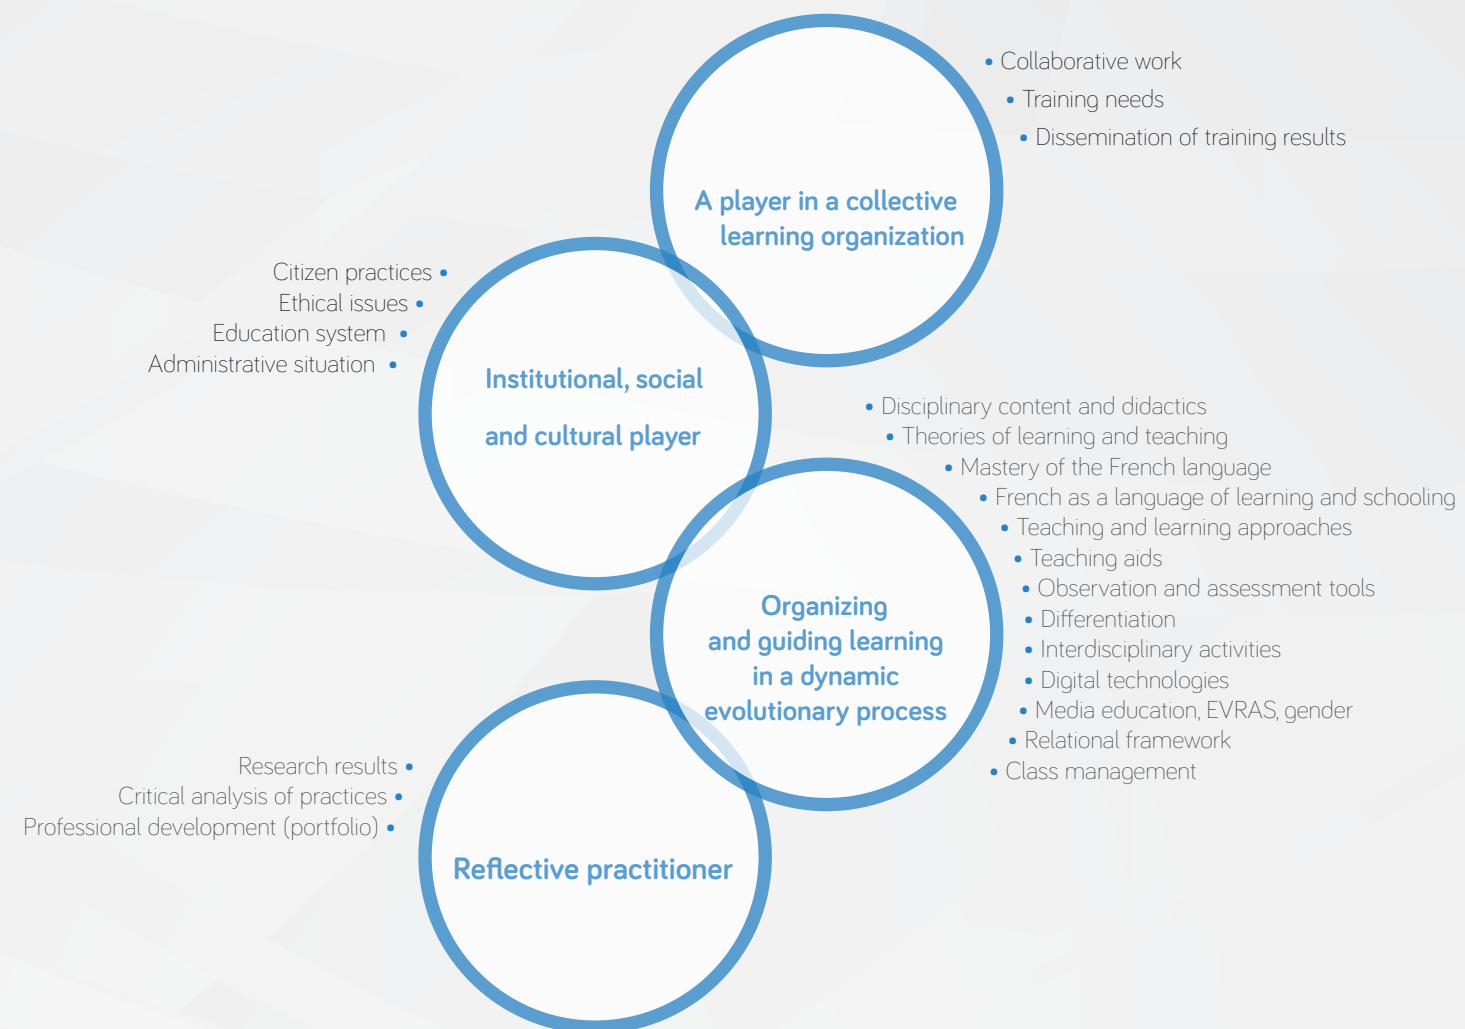 • Collaborative work
• Training needs
• Dissemination of training results
A player in a collective
learning organization
Citizen practices •
Ethical issues •
Education system •
Administrative situation •
Institutional, social
and cultural player
• Disciplinary content and didactics
• Theories of learning and teaching
• Mastery of the French language
• French as a language of learning and schooling
• Teaching and learning approaches
• Teaching aids
• Observation and assessment tools
• Differentiation
• Interdisciplinary activities
• Digital technologies
• Media education, EVRAS, gender
• Relational framework
• Class management
Organizing
and guiding learning
in a dynamic
evolutionary process
Research results •
Critical analysis of practices •
Professional development (portfolio) •
Reflective practitioner